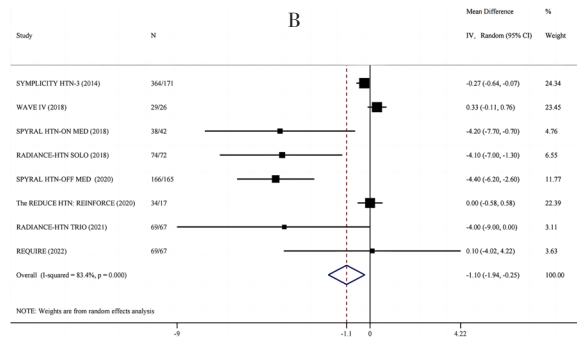 B
Mean Difference %
Study N IV, Random (95% CI) Weight
SYMPLICITY HTN-3 (2014) 364/171 -0.27 (-0.64, -0.07) 24.34
WAVE IV (2018) 29/26 0.33 (-0.11, 0.76) 23.45
SPYRAL HTN-ON MED (2018) 38/42 -4.20 (-7.70, -0.70) 4.76
RADIANCE-HTN SOLO (2018) 74/72 -4.10 (-7.00, -1.30) 6.55
SPYRAL HTN-OFF MED (2020) 166/165 -4.40 (-6.20, -2.60) 11.77
The REDUCE HTN: REINFORCE (2020) 34/17 0.00 (-0.58, 0.58) 22.39
RADIANCE-HTN TRIO (2021) 69/67 -4.00 (-9.00, 0.00) 3.11
REQUIRE (2022) 69/67 0.10 (-4.02, 4.22) 3.63
Overall (I-squared = 83.4%, p = 0.000) -1.10 (-1.94, -0.25) 100.00
NOTE: Weights are from random effects analysis
-9 -1.1 0 4.22